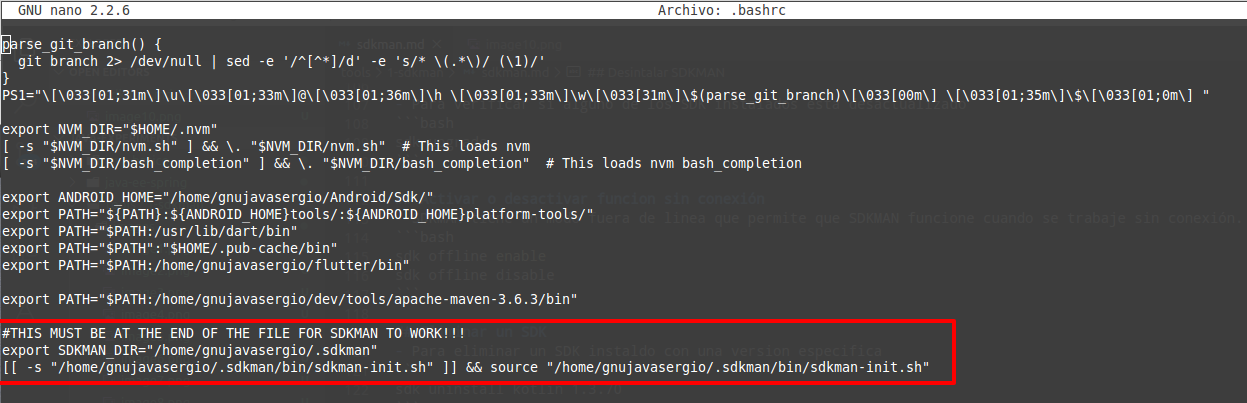 GNU nano 2.2.6 Archivo: .bashrc
parse_git_branch() {
  git branch 2> /dev/null | sed -e '/^[^*]/d' -e 's/* \(.*\)/ (\1)/'
}
PS1="\[\033[01;31m\]\u\[\033[01;33m\]@\[\033[01;36m\]\h \[\033[01;33m\]\w\[\033[31m\]\$(parse_git_branch)\[\033[00m\] \[\033[01;35m\]\$\[\033[01;0m\] "
export NVM_DIR="$HOME/.nvm"
[ -s "$NVM_DIR/nvm.sh" ] && \. "$NVM_DIR/nvm.sh"  # This loads nvm
[ -s "$NVM_DIR/bash_completion" ] && \. "$NVM_DIR/bash_completion"  # This loads nvm bash_completion
export ANDROID_HOME="/home/gnujavasergio/Android/Sdk/"
export PATH="${PATH}:${ANDROID_HOME}tools/:${ANDROID_HOME}platform-tools/"
export PATH="$PATH:/usr/lib/dart/bin"
export PATH="$PATH":"$HOME/.pub-cache/bin"
export PATH="$PATH:/home/gnujavasergio/flutter/bin"
export PATH="$PATH:/home/gnujavasergio/dev/tools/apache-maven-3.6.3/bin"
#THIS MUST BE AT THE END OF THE FILE FOR SDKMAN TO WORK!!!
export SDKMAN_DIR="/home/gnujavasergio/.sdkman"
[[ -s "/home/gnujavasergio/.sdkman/bin/sdkman-init.sh" ]] && source "/home/gnujavasergio/.sdkman/bin/sdkman-init.sh"